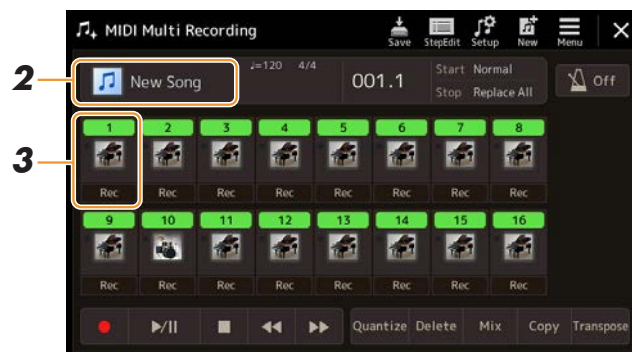 MIDI Multi Recording
Save StepEdit Setup New Menu
2
New Song
♩=120 4/4
001.1
Start Normal
Stop Replace All
Off
3
1 2 3 4 5 6 7 8
Rec Rec Rec Rec Rec Rec Rec Rec
9 10 11 12 13 14 15 16
Rec Rec Rec Rec Rec Rec Rec Rec
Quantize Delete Mix Copy Transpose